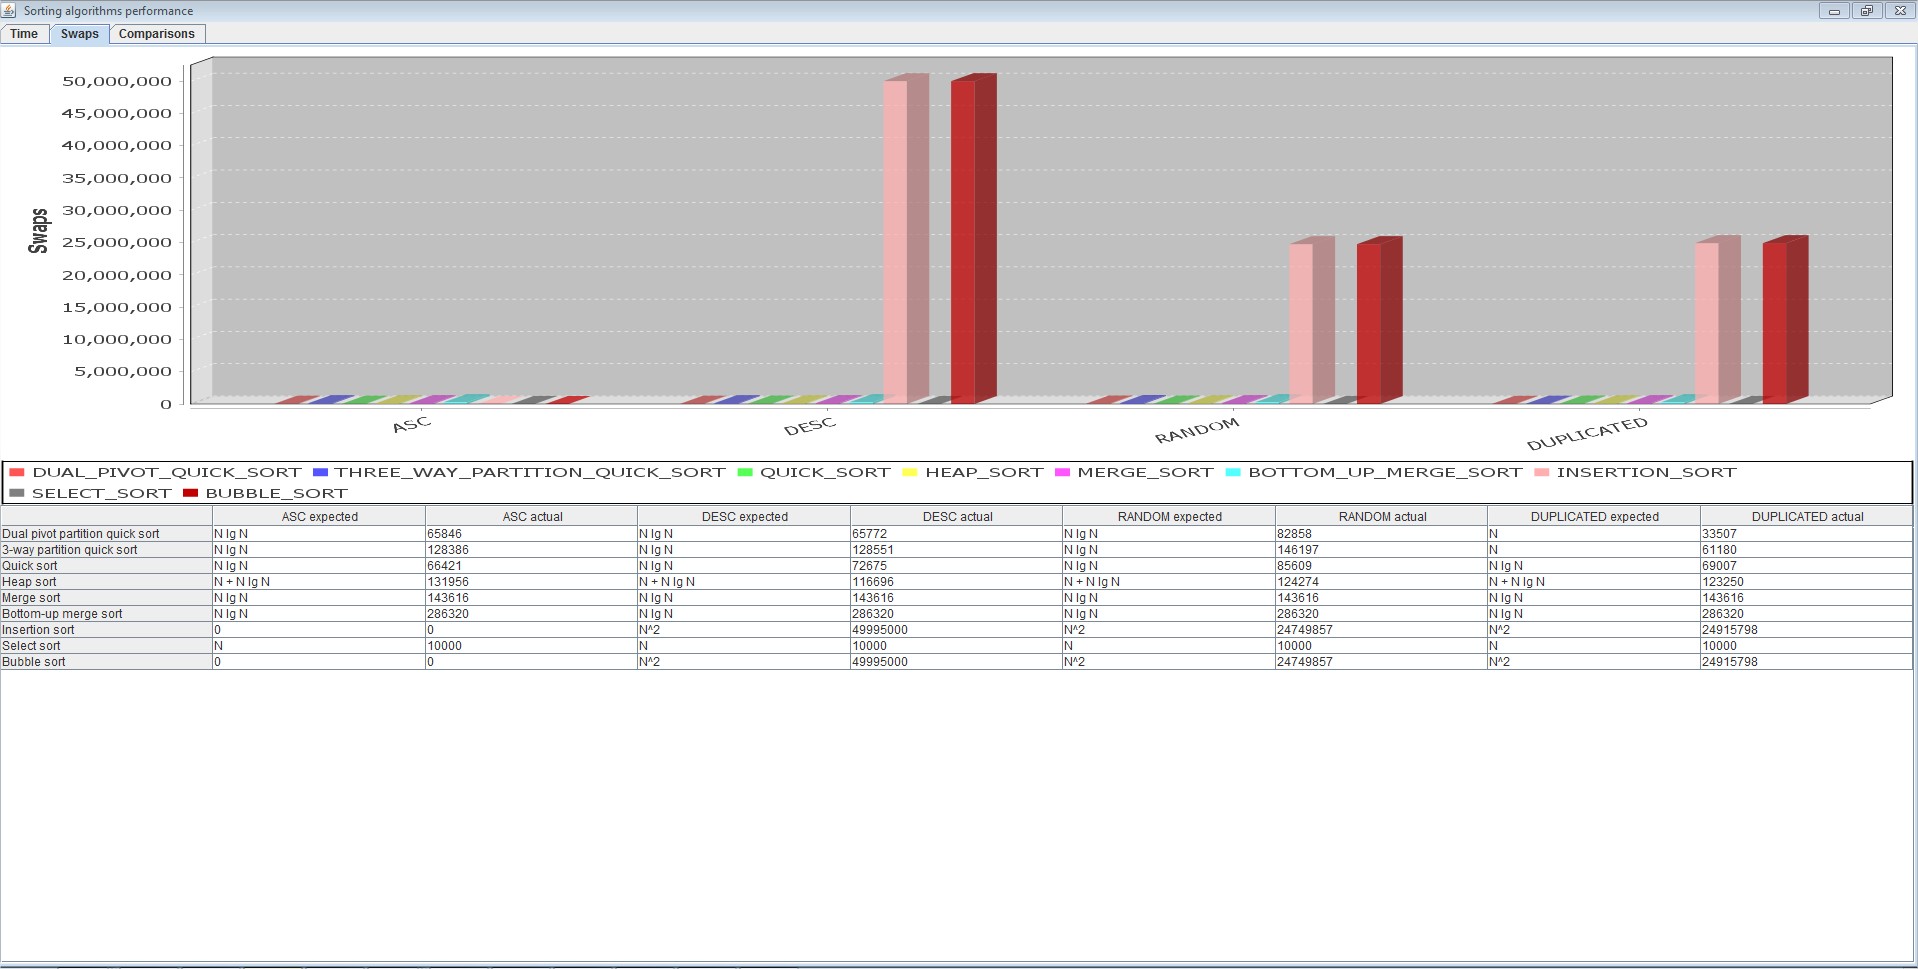 Sorting algorithms performance
Time Swaps Comparisons
Swaps
50,000,000
45,000,000
40,000,000
35,000,000
30,000,000
25,000,000
20,000,000
15,000,000
10,000,000
5,000,000
0
ASC DESC RANDOM DUPLICATED
DUAL_PIVOT_QUICK_SORT THREE_WAY_PARTITION_QUICK_SORT QUICK_SORT HEAP_SORT MERGE_SORT BOTTOM_UP_MERGE_SORT INSERTION_SORT
SELECT_SORT BUBBLE_SORT
ASC expected ASC actual DESC expected DESC actual RANDOM expected RANDOM actual DUPLICATED expected DUPLICATED actual
Dual pivot partition quick sort N lg N 65846 N lg N 65772 N lg N 82858 N 33507
3-way partition quick sort N lg N 128386 N lg N 128551 N lg N 146197 N 61180
Quick sort N lg N 66421 N lg N 72675 N lg N 85609 N lg N 69007
Heap sort N + N lg N 131956 N + N lg N 116696 N + N lg N 124274 N + N lg N 123250
Merge sort N lg N 143616 N lg N 143616 N lg N 143616 N lg N 143616
Bottom-up merge sort N lg N 286320 N lg N 286320 N lg N 286320 N lg N 286320
Insertion sort 0 0 N^2 49995000 N^2 24749857 N^2 24915798
Select sort N 10000 N 10000 N 10000 N 10000
Bubble sort 0 0 N^2 49995000 N^2 24749857 N^2 24915798